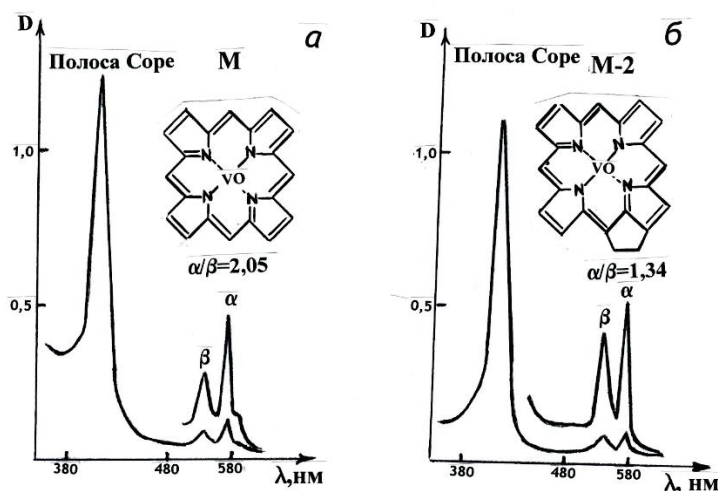 D
a
Полоса Соре
M
1,0
N
N
VO
N
N
α/β=2,05
0,5
β
α
380
480
580
λ,нм
D
б
Полоса Соре
M-2
1,0
N
N
VO
N
N
α/β=1,34
0,5
β
α
380
480
580
λ, нм